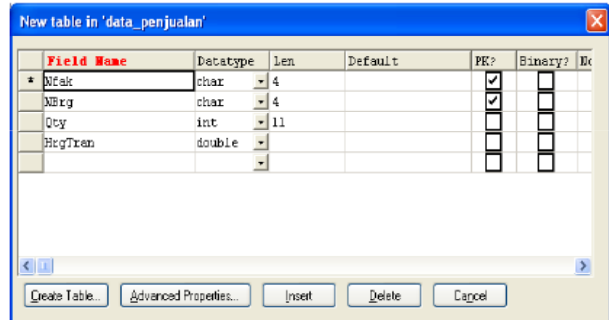 New table in 'data_penjualan'
Field Name Datatype Len Default PK? Binary?
* Nfak char 4
NBrg char 4
Qty int 11
HrgTran double
Create Table... Advanced Properties... Insert Delete Cancel